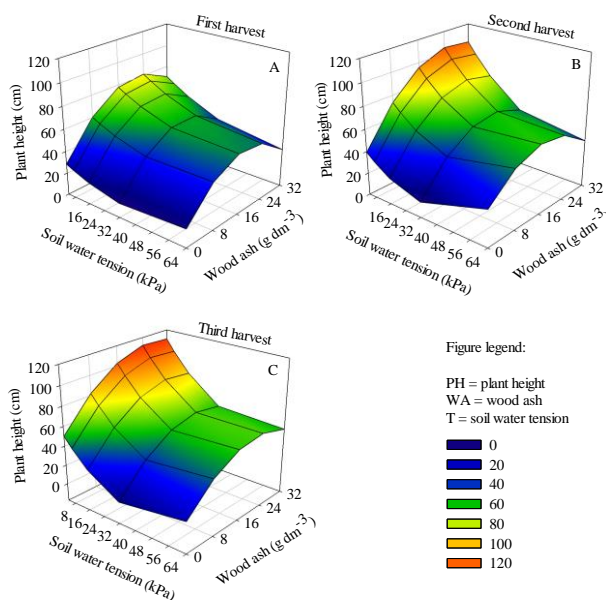 First harvest
A
Plant height (cm)
120
100
80
60
40
20
0
16 24 32 40 48 56 64
Soil water tension (kPa)
0 8 16 24 32
Wood ash (g dm-3)
Second harvest
B
Plant height (cm)
120
100
80
60
40
20
0
16 24 32 40 48 56 64
Soil water tension (kPa)
0 8 16 24 32
Wood ash (g dm-3)
Third harvest
C
Plant height (cm)
120
100
80
60
40
20
0
8 16 24 32 40 48 56 64
Soil water tension (kPa)
0 8 16 24 32
Wood ash (g dm-3)
Figure legend:
PH = plant height
WA = wood ash
T = soil water tension
0
20
40
60
80
100
120